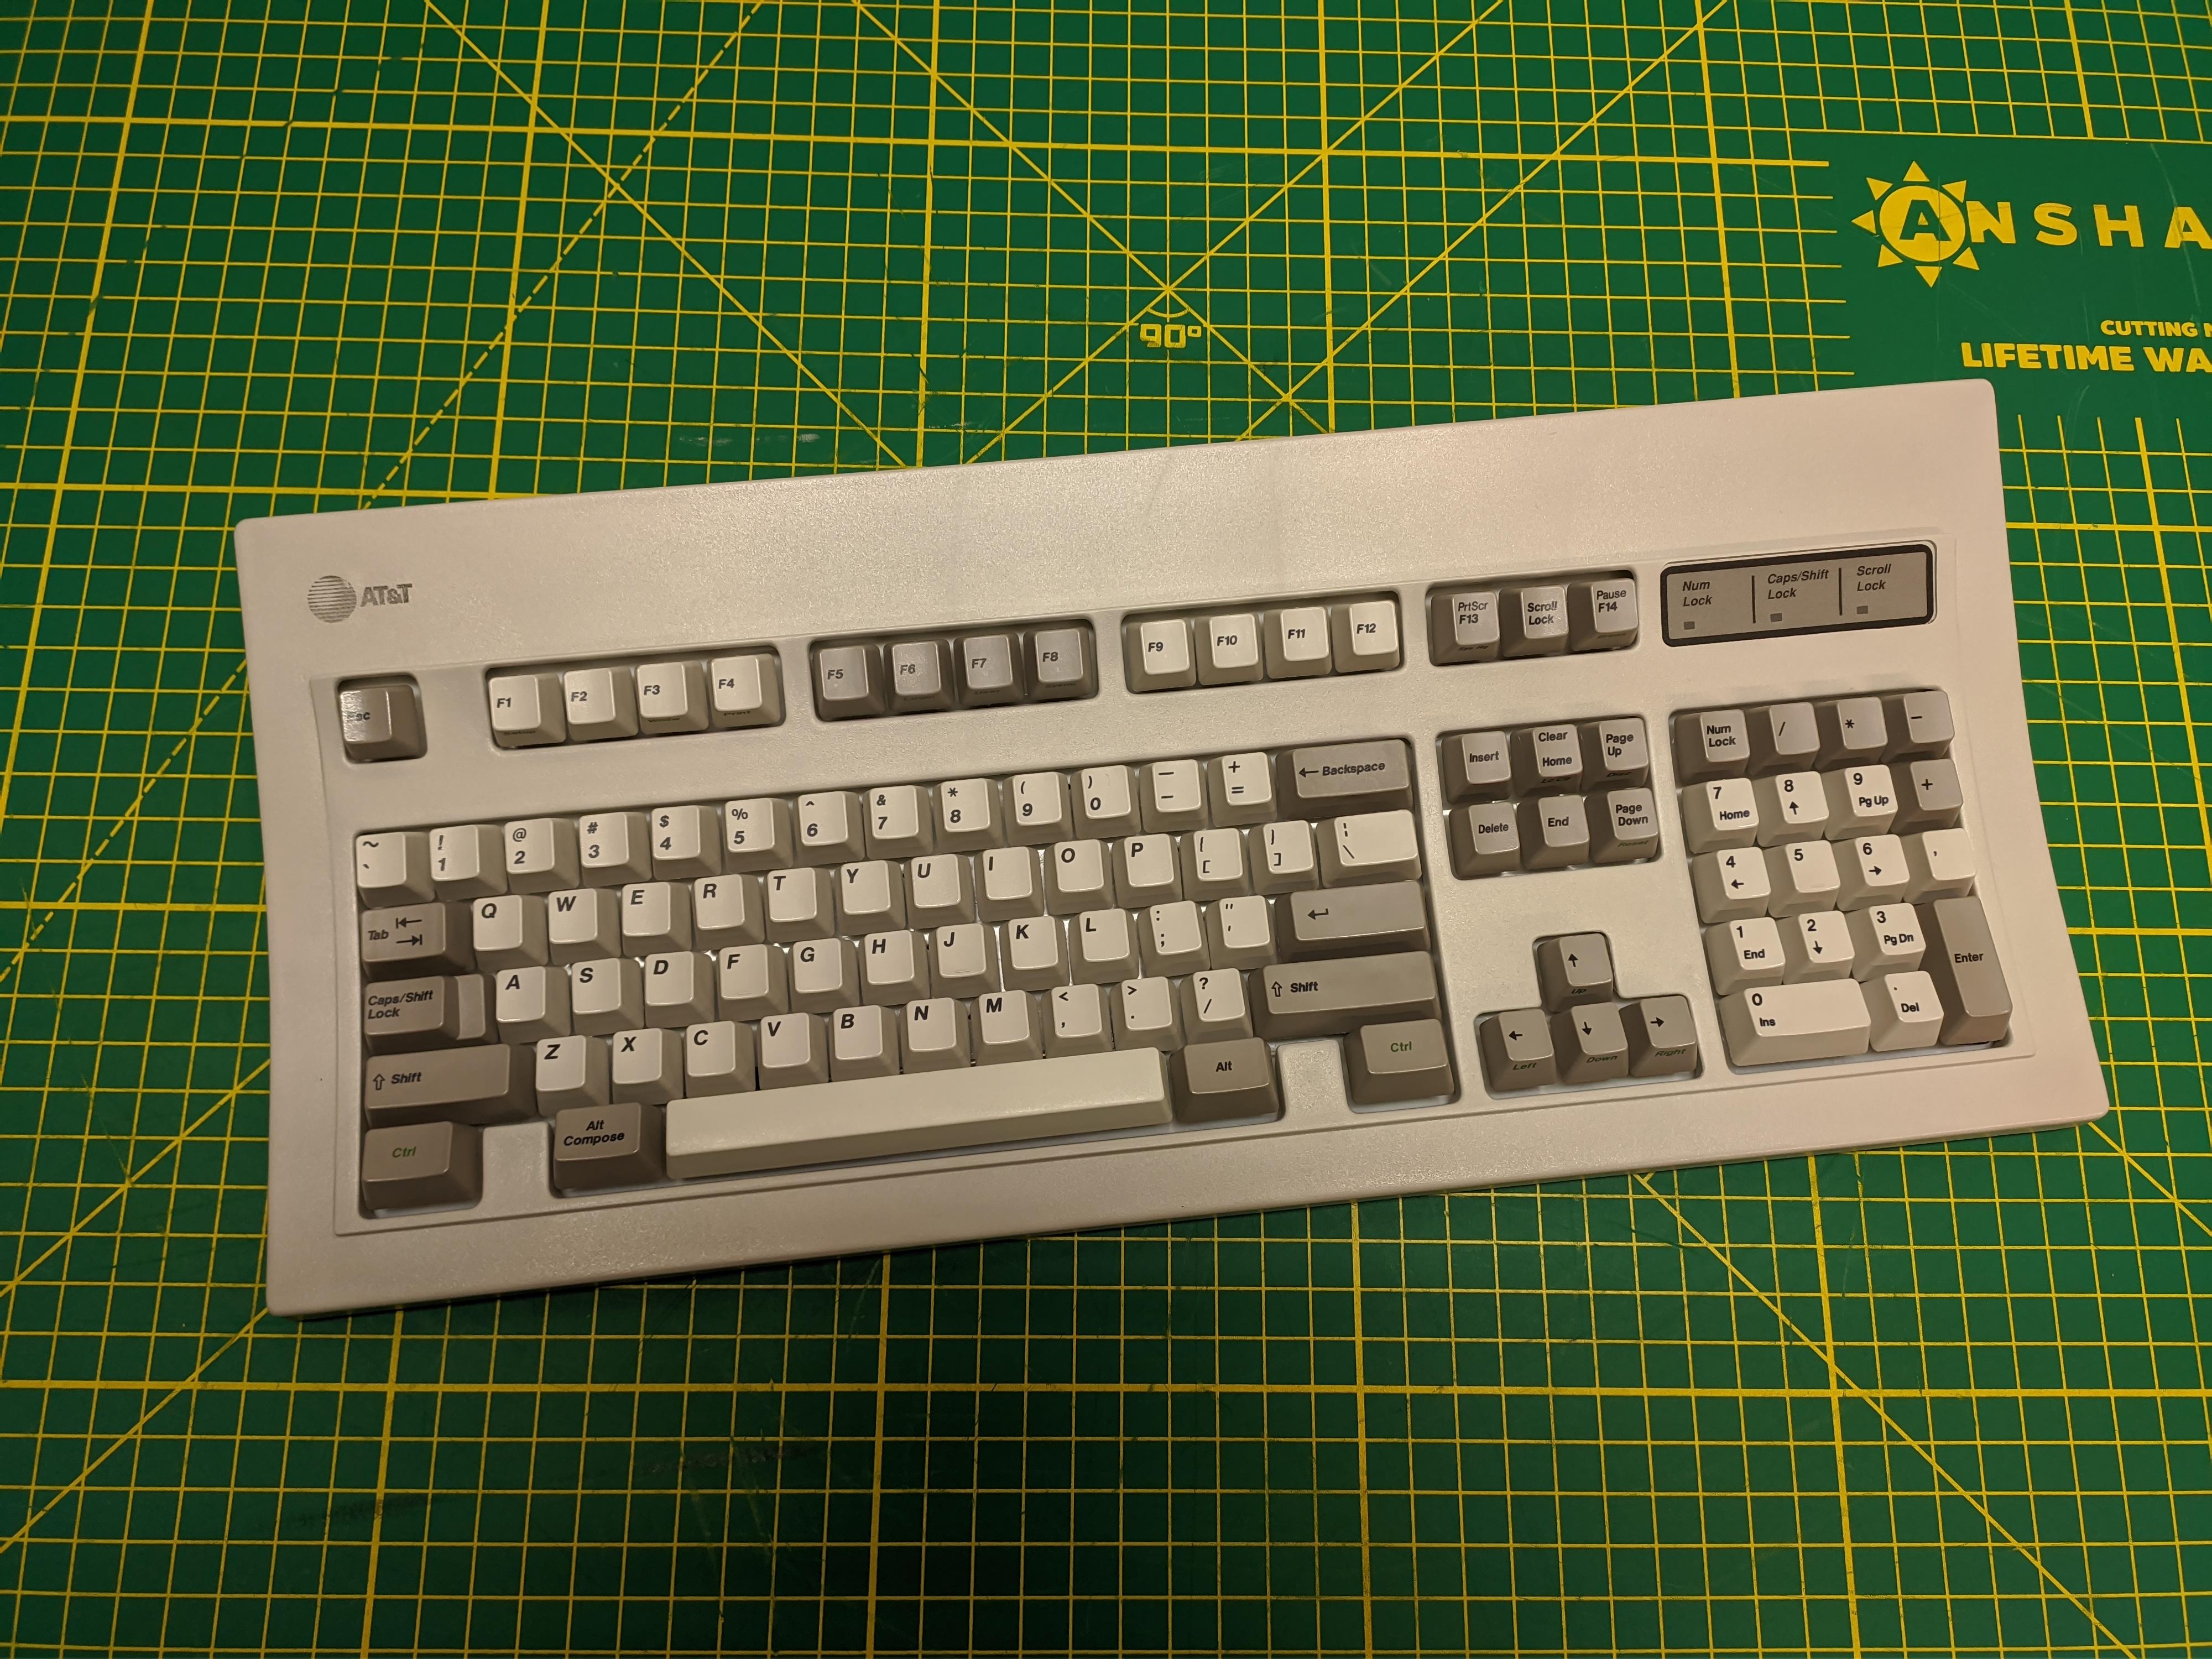 ANSHA
90°
CUTTING
LIFETIME WA
AT&T
Num Lock Caps/Shift Lock Scroll Lock
F1 F2 F3 F4 F5 F6 F7 F8 F9 F10 F11 F12 PrtScr F13 Scroll Lock Pause F14
~ ` ! 1 @ 2 # 3 $ 4 % 5 ^ 6 & 7 * 8 ( 9 ) 0 — – + = ← Backspace Insert Clear Home Page Up Num Lock / * −
Tab Q W E R T Y U I O P [ ] ¦ \ Delete End Page Down 7 Home 8 ↑ 9 Pg Up +
Caps/Shift Lock A S D F G H J K L : ; " ' ↵ 4 ← 5 6 → ,
⇧ Shift Z X C V B N M < , > . ? / ⇧ Shift ↑ 1 End 2 ↓ 3 Pg Dn Enter
Ctrl Alt Compose Alt Ctrl ← Left ↓ Down → Right 0 Ins . Del